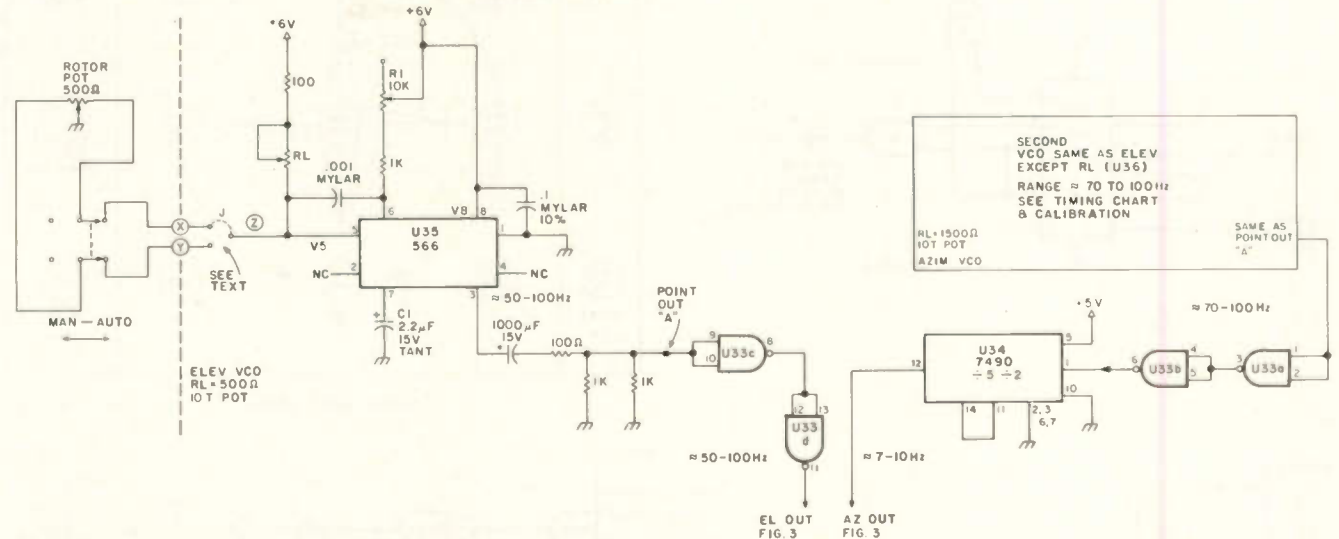 +6V
+6V
ROTOR
POT
500Ω
100
R1
10K
RL
.001
MYLAR
1K
6
V8
8
.1
MYLAR
10%
X
J
Z
V5
5
U35
566
1
Y
NC
2
4
NC
SEE
TEXT
7
3
≈ 50-100Hz
MAN — AUTO
C1
2.2µF
15V
TANT
+
1000µF
15V
+
100Ω
POINT
OUT
"A"
ELEV VCO
RL = 500Ω
10T POT
1K
1K
9
10
U33c
8
12
13
U33
d
11
≈ 50-100Hz
EL OUT
FIG. 3
AZ OUT
FIG. 3
≈ 7-10Hz
SECOND
VCO SAME AS ELEV
EXCEPT RL (U36)
RANGE ≈ 70 TO 100Hz
SEE TIMING CHART
& CALIBRATION
RL = 1500Ω
10T POT
AZIM VCO
SAME AS
POINT OUT
"A"
≈ 70-100Hz
+5V
12
U34
7490
÷5 ÷2
5
1
10
14
11
2, 3
6,7
6
U33b
4
5
3
U33a
1
2